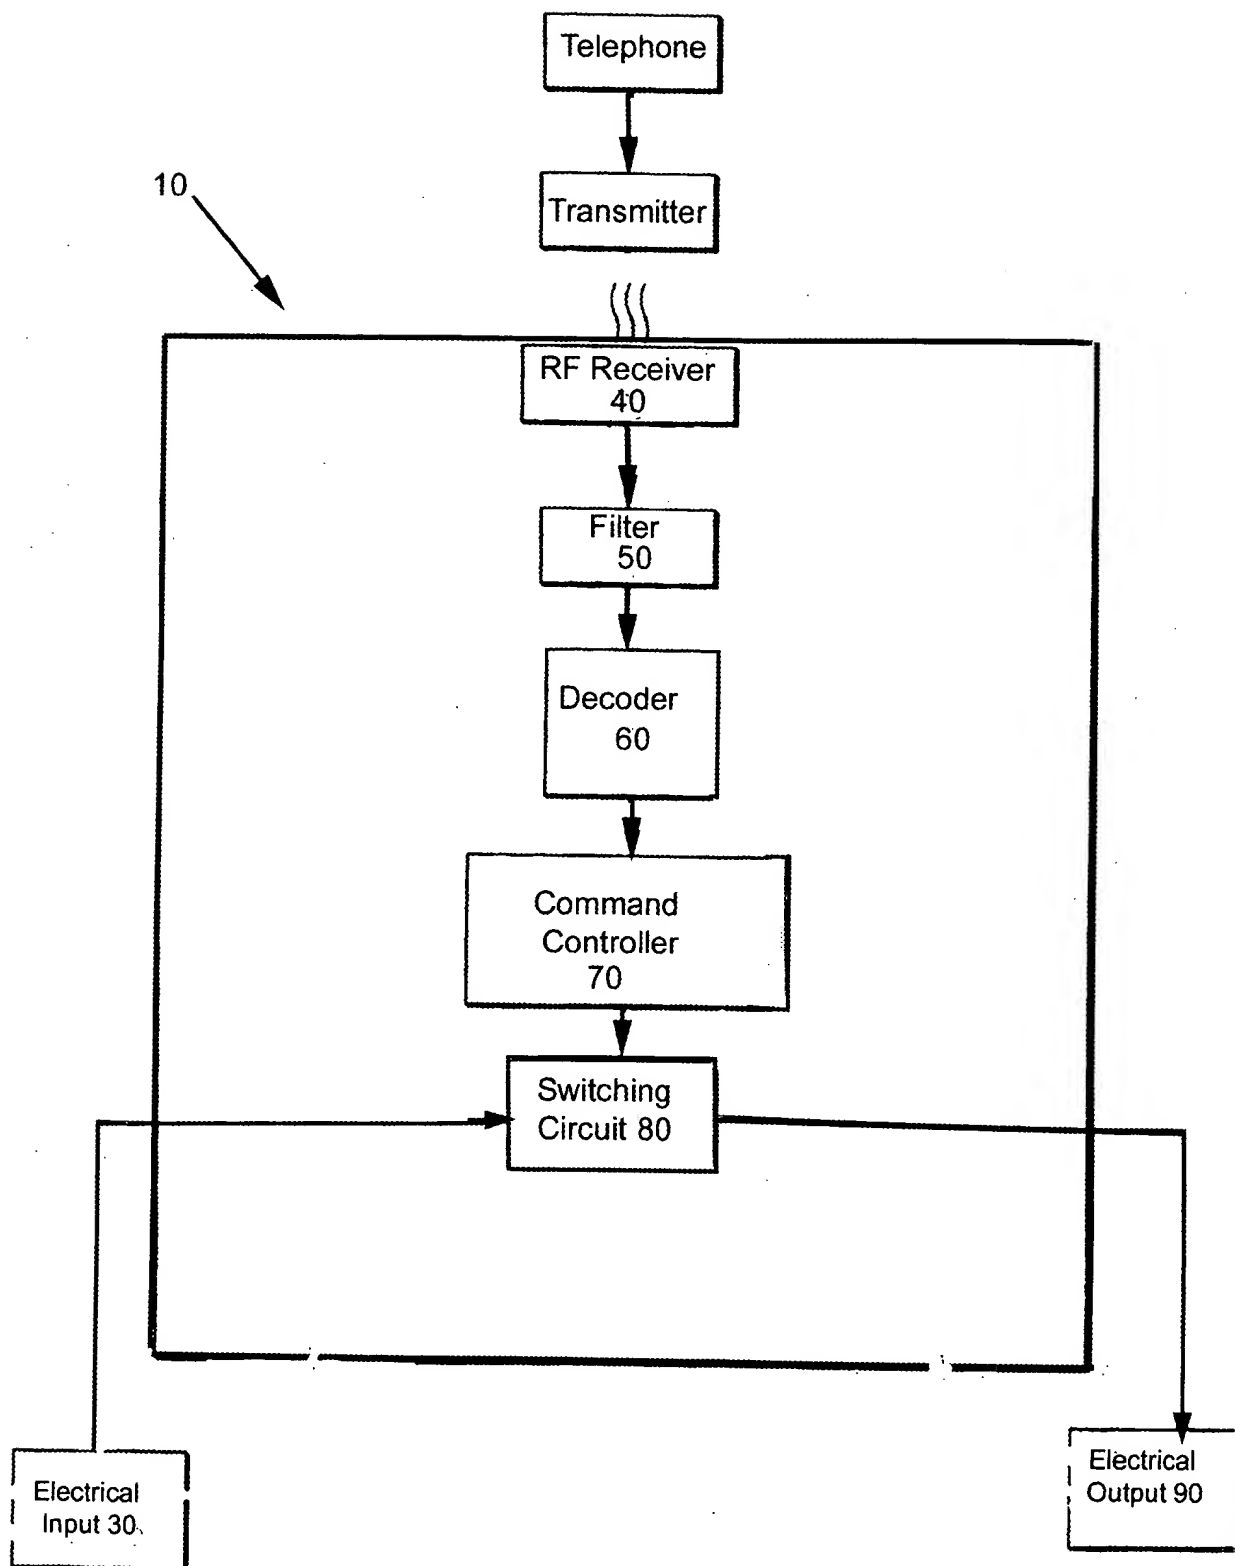 Telephone
10
Transmitter
RF Receiver
40
Filter
50
Decoder
60
Command
Controller
70
Switching
Circuit 80
Electrical
Input 30
Electrical
Output 90